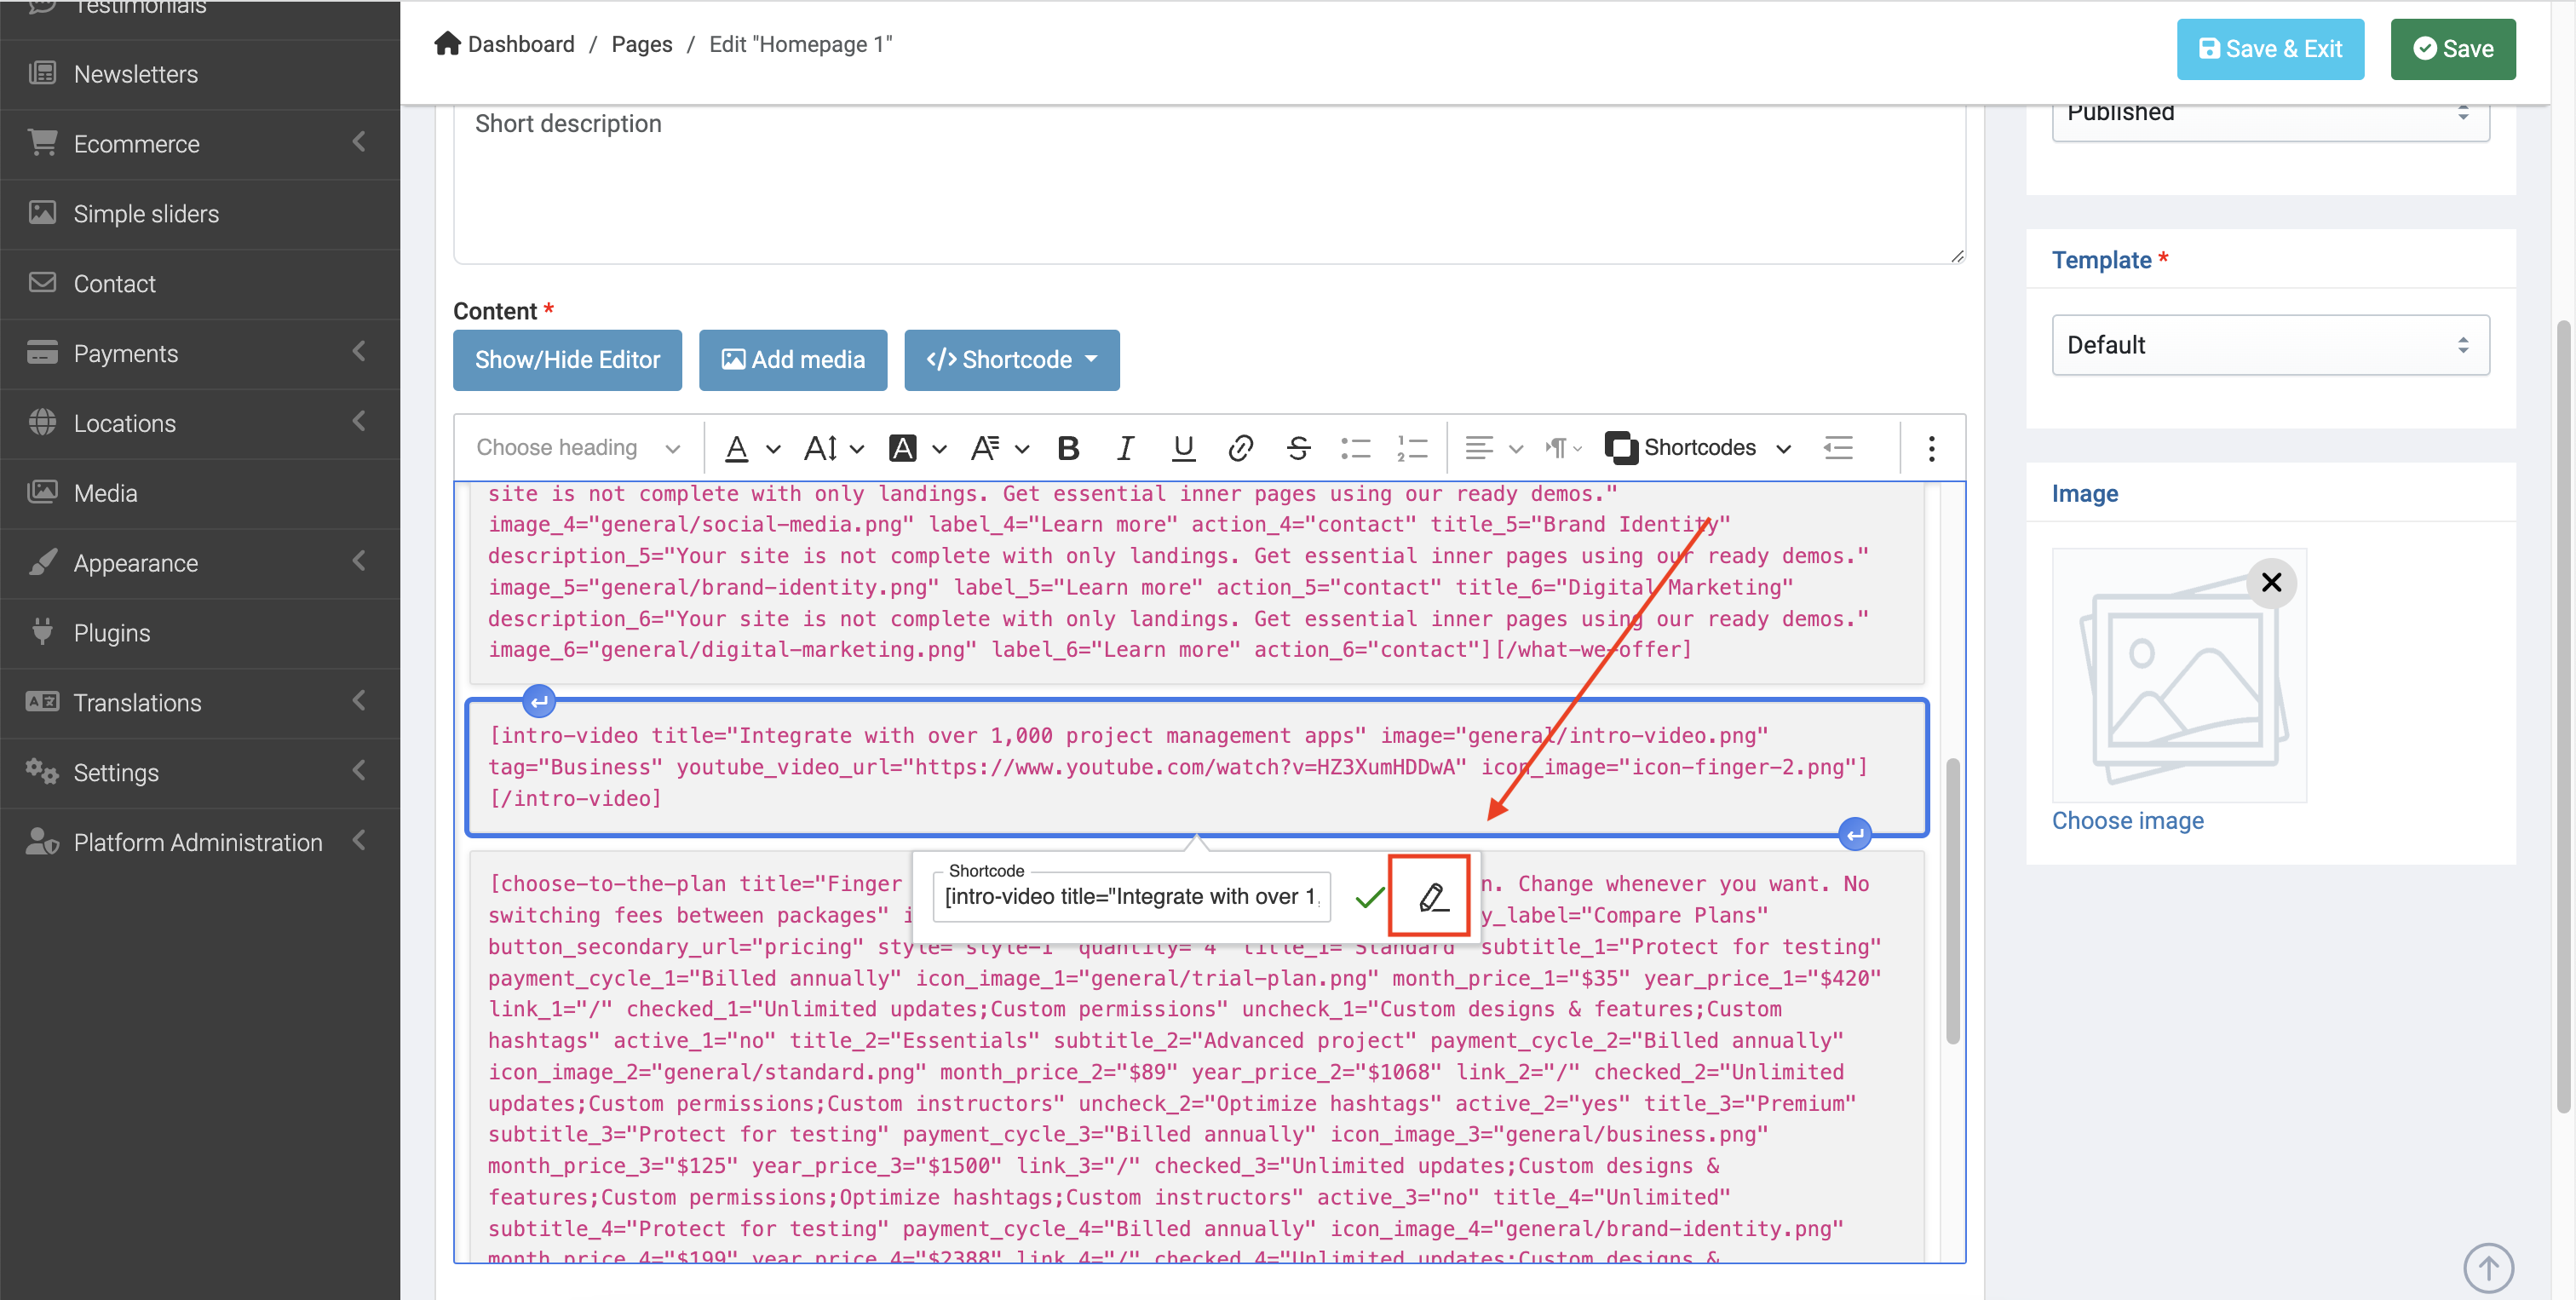 Testimonials
Newsletters
Ecommerce
Simple sliders
Contact
Payments
Locations
Media
Appearance
Plugins
Translations
Settings
Platform Administration
Dashboard / Pages / Edit "Homepage 1"
Save & Exit
Save
Short description
Content *
Show/Hide Editor
Add media
</> Shortcode
Choose heading
Shortcodes
site is not complete with only landings. Get essential inner pages using our ready demos."
image_4="general/social-media.png" label_4="Learn more" action_4="contact" title_5="Brand Identity"
description_5="Your site is not complete with only landings. Get essential inner pages using our ready demos."
image_5="general/brand-identity.png" label_5="Learn more" action_5="contact" title_6="Digital Marketing"
description_6="Your site is not complete with only landings. Get essential inner pages using our ready demos."
image_6="general/digital-marketing.png" label_6="Learn more" action_6="contact"][/what-we-offer]
[intro-video title="Integrate with over 1,000 project management apps" image="general/intro-video.png"
tag="Business" youtube_video_url="https://www.youtube.com/watch?v=HZ3XumHDDwA" icon_image="icon-finger-2.png"]
[/intro-video]
Shortcode
[intro-video title="Integrate with over 1,
[choose-to-the-plan title="Finger n. Change whenever you want. No
switching fees between packages" i y_label="Compare Plans"
button_secondary_url="pricing" style="style-1" quantity="4" title_1="Standard" subtitle_1="Protect for testing"
payment_cycle_1="Billed annually" icon_image_1="general/trial-plan.png" month_price_1="$35" year_price_1="$420"
link_1="/" checked_1="Unlimited updates;Custom permissions" uncheck_1="Custom designs & features;Custom
hashtags" active_1="no" title_2="Essentials" subtitle_2="Advanced project" payment_cycle_2="Billed annually"
icon_image_2="general/standard.png" month_price_2="$89" year_price_2="$1068" link_2="/" checked_2="Unlimited
updates;Custom permissions;Custom instructors" uncheck_2="Optimize hashtags" active_2="yes" title_3="Premium"
subtitle_3="Protect for testing" payment_cycle_3="Billed annually" icon_image_3="general/business.png"
month_price_3="$125" year_price_3="$1500" link_3="/" checked_3="Unlimited updates;Custom designs &
features;Custom permissions;Optimize hashtags;Custom instructors" active_3="no" title_4="Unlimited"
subtitle_4="Protect for testing" payment_cycle_4="Billed annually" icon_image_4="general/brand-identity.png"
month_price_4="$199" year_price_4="$2388" link_4="/" checked_4="Unlimited updates;Custom designs &
Published
Template *
Default
Image
Choose image